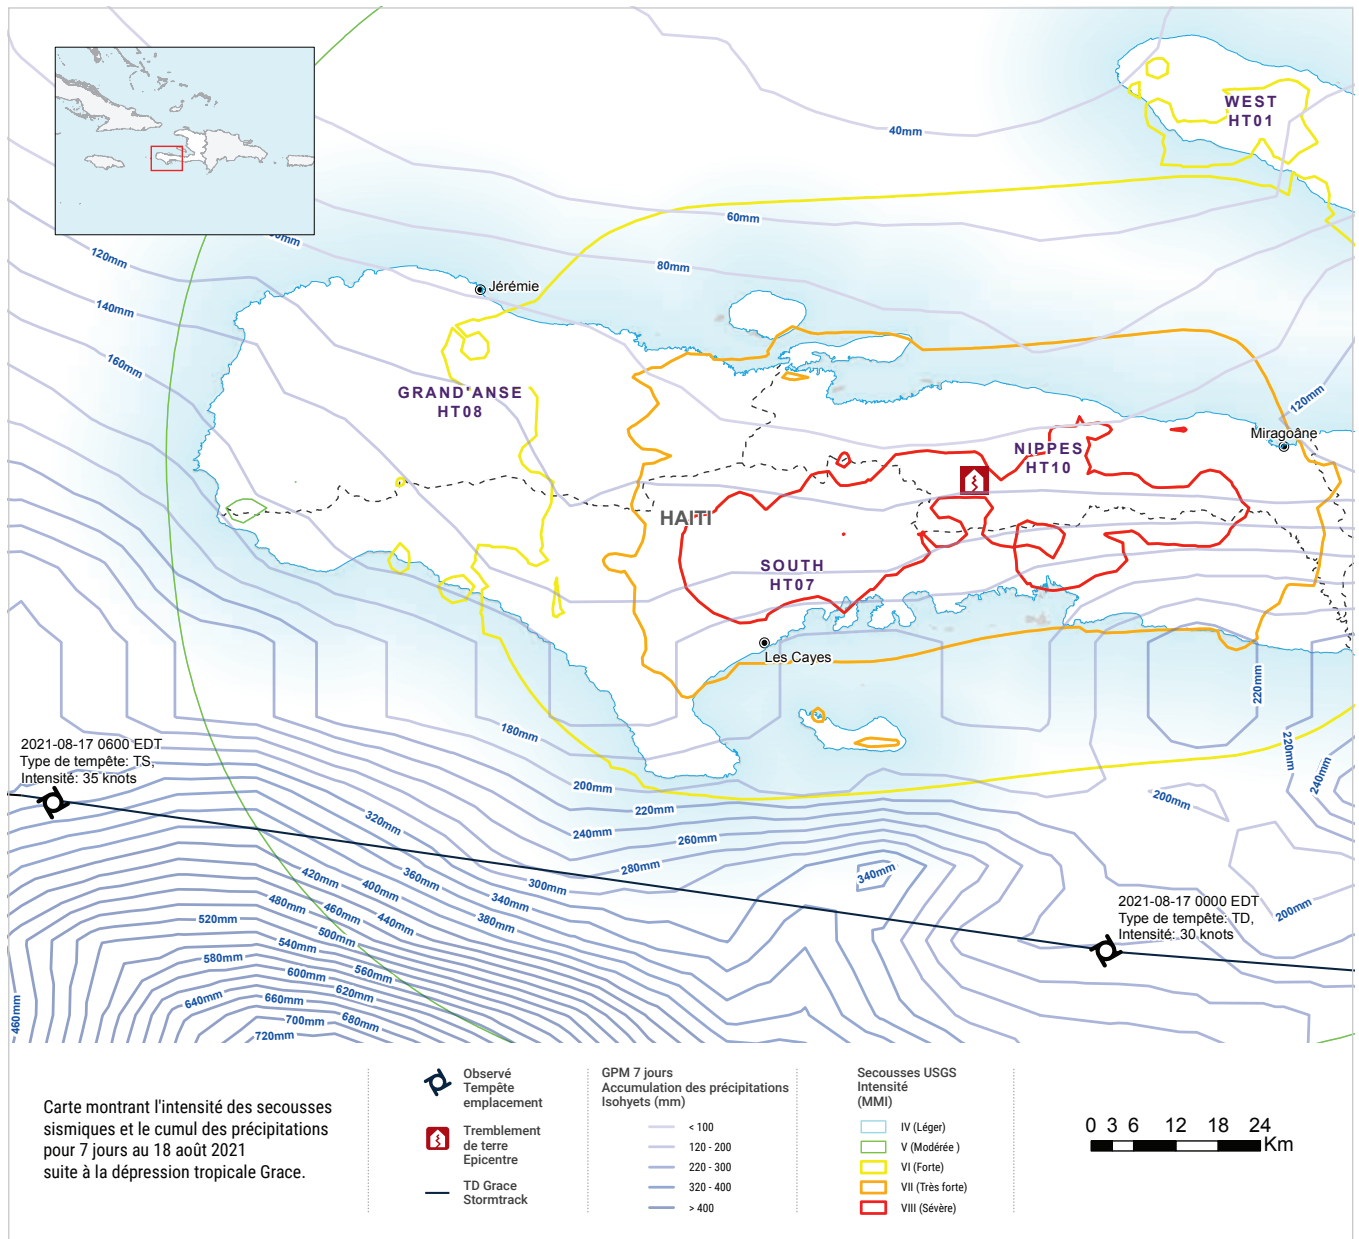 40mm
WEST
HT01
60mm
80mm
120mm
140mm
160mm
Jérémie
GRAND'ANSE
HT08
120mm
Miragoâne
NIPPES
HT10
HAITI
SOUTH
HT07
Les Cayes
180mm
220mm
220mm
240mm
200mm
200mm
2021-08-17 0600 EDT
Type de tempête: TS,
Intensité: 35 knots
200mm
220mm
240mm
260mm
280mm
300mm
320mm
340mm
360mm
340mm
380mm
400mm
420mm
440mm
460mm
480mm
500mm
520mm
540mm
560mm
580mm
600mm
620mm
640mm
660mm
680mm
700mm
720mm
460mm
2021-08-17 0000 EDT
Type de tempête: TD,
Intensité: 30 knots
Carte montrant l'intensité des secousses
sismiques et le cumul des précipitations
pour 7 jours au 18 août 2021
suite à la dépression tropicale Grace.
Observé
Tempête
emplacement
Tremblement
de terre
Epicentre
TD Grace
Stormtrack
GPM 7 jours
Accumulation des précipitations
Isohyets (mm)
< 100
120 - 200
220 - 300
320 - 400
> 400
Secousses USGS
Intensité
(MMI)
IV (Léger)
V (Modérée )
VI (Forte)
VII (Très forte)
VIII (Sévère)
0 3 6 12 18 24
Km